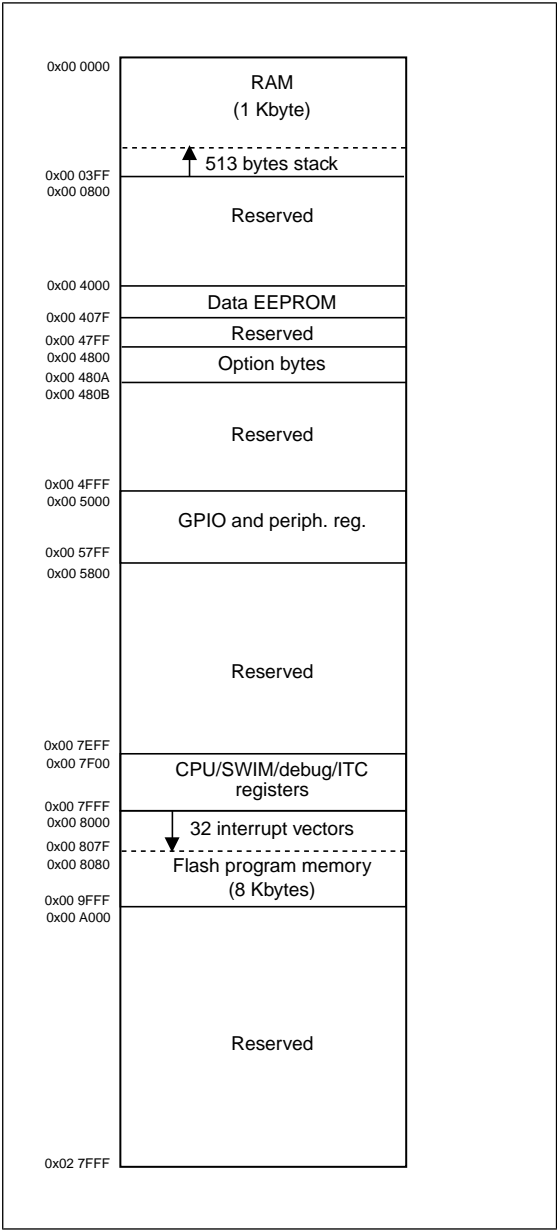 0x00 0000
RAM
(1 Kbyte)
513 bytes stack
0x00 03FF
0x00 0800
Reserved
0x00 4000
Data EEPROM
0x00 407F
Reserved
0x00 47FF
0x00 4800
Option bytes
0x00 480A
0x00 480B
Reserved
0x00 4FFF
0x00 5000
GPIO and periph. reg.
0x00 57FF
0x00 5800
Reserved
0x00 7EFF
0x00 7F00
CPU/SWIM/debug/ITC
registers
0x00 7FFF
0x00 8000
32 interrupt vectors
0x00 807F
0x00 8080
Flash program memory
(8 Kbytes)
0x00 9FFF
0x00 A000
Reserved
0x02 7FFF